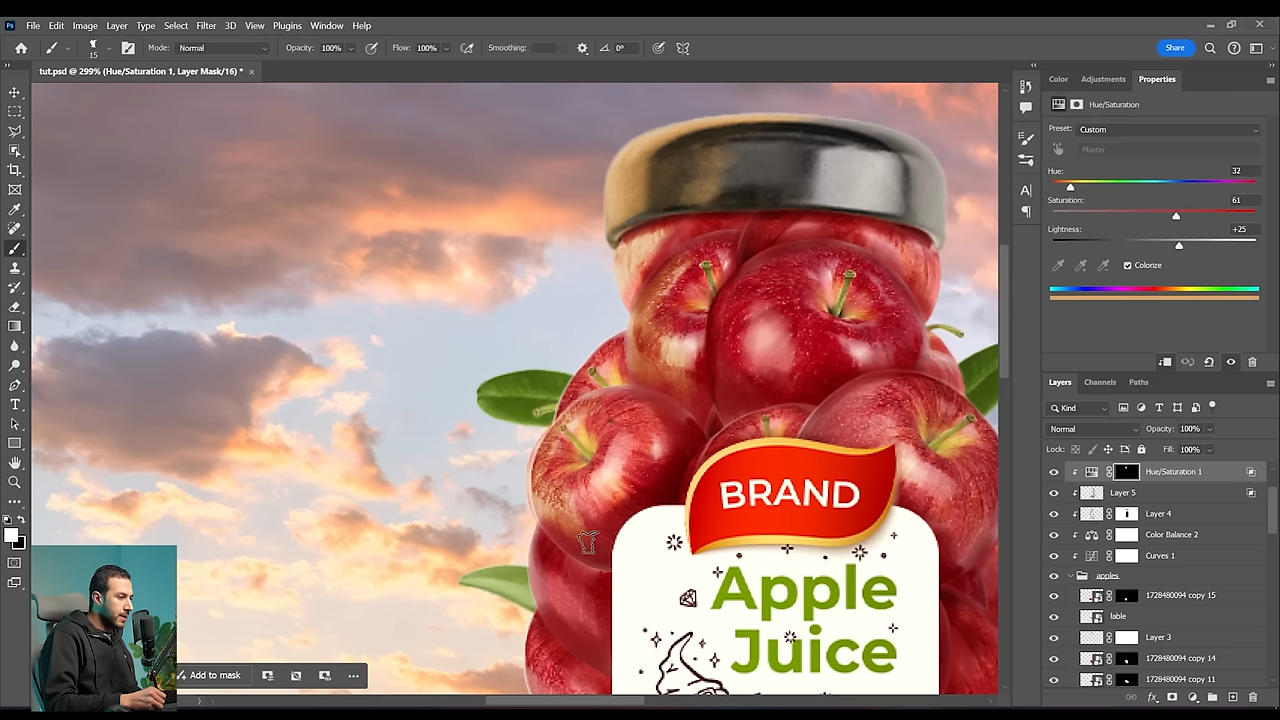 File Edit Image Layer Type Select Filter 3D View Plugins Window Help
15 Mode: Normal Opacity: 100% Flow: 100% Smoothing: 0° Share
tut.psd @ 299% (Hue/Saturation 1, Layer Mask/16) *
Color Adjustments Properties
Hue/Saturation
Preset: Custom
Master
Hue: 32
Saturation: 61
Lightness: +25
Colorize
Layers Channels Paths
Kind
Normal Opacity: 100%
Lock: Fill: 100%
Hue/Saturation 1
Layer 5
Layer 4
Color Balance 2
Curves 1
apples
1728480094 copy 15
lable
Layer 3
1728480094 copy 14
1728480094 copy 11
BRAND
Apple
Juice
Add to mask